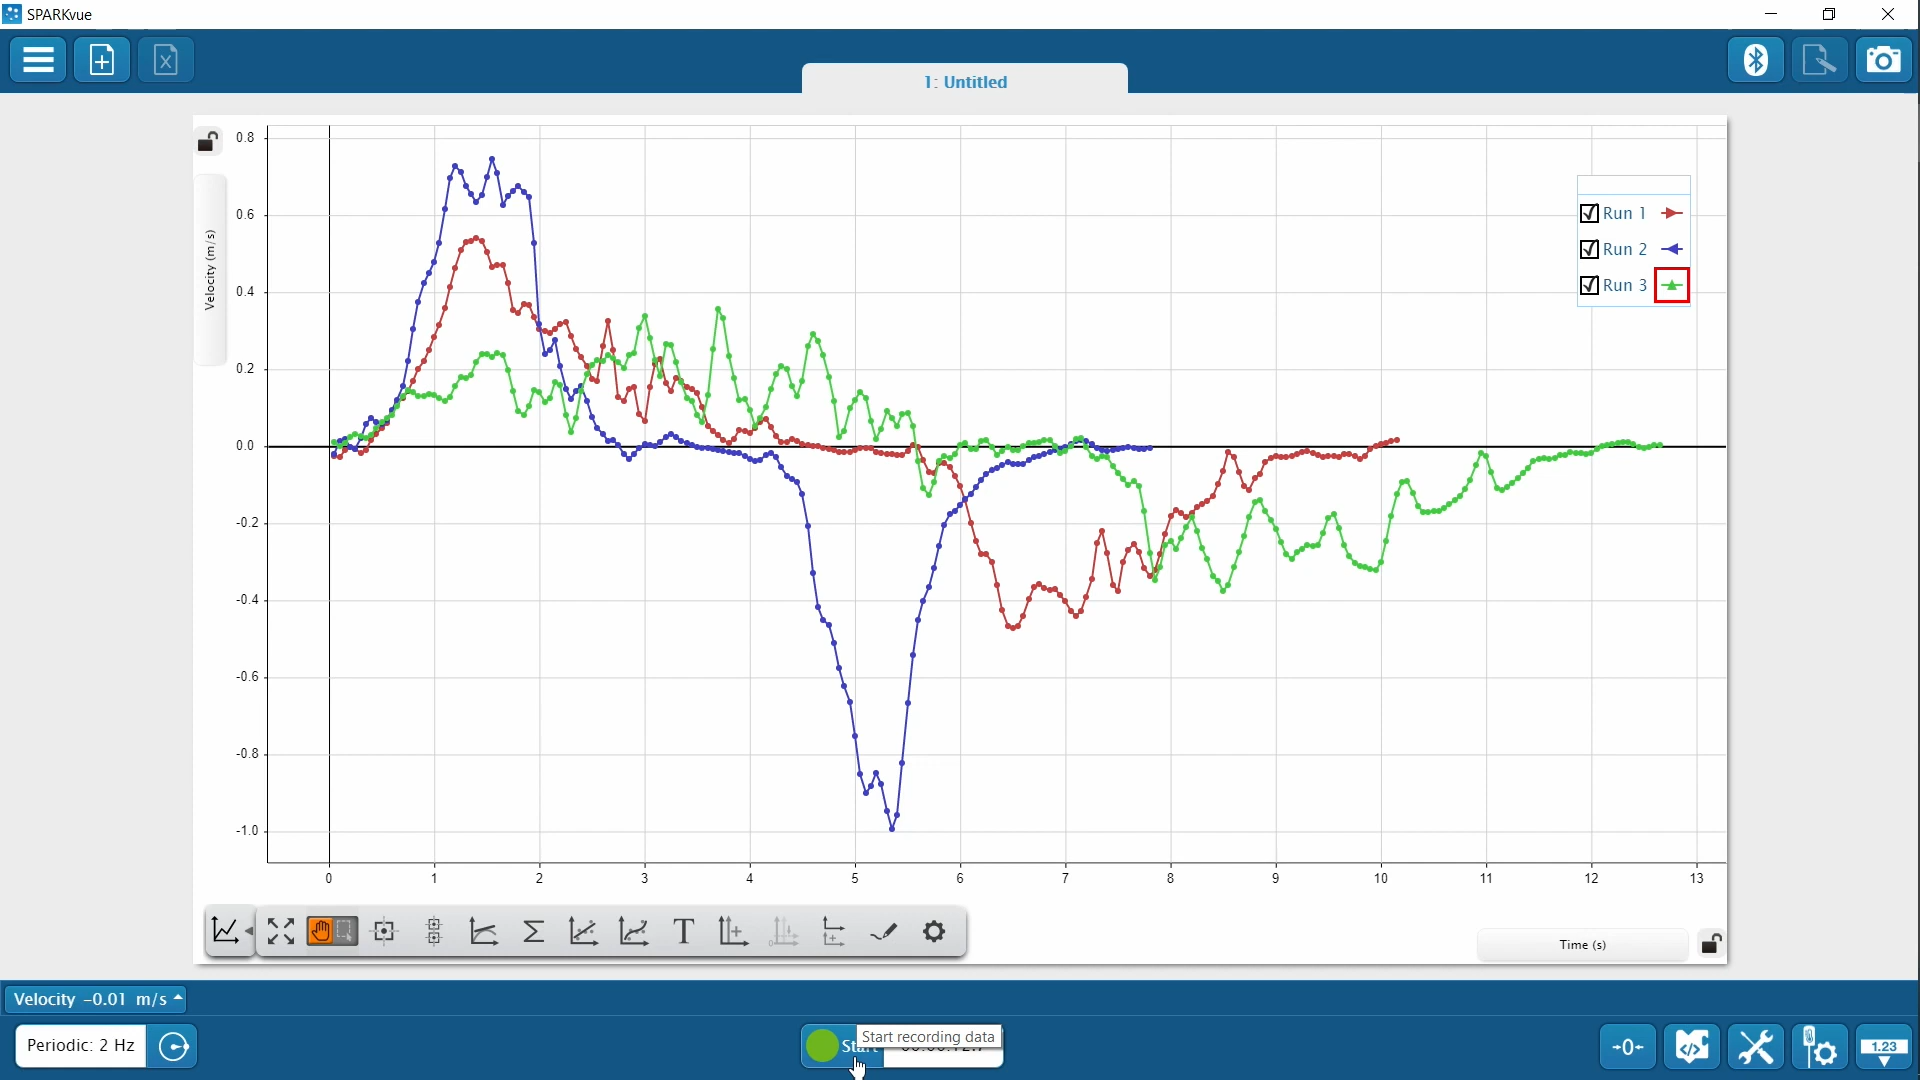 SPARKvue
1: Untitled
0.8
0.6
0.4
0.2
0.0
-0.2
-0.4
-0.6
-0.8
-1.0
Velocity (m/s)
Run 1
Run 2
Run 3
0 1 2 3 4 5 6 7 8 9 10 11 12 13
T
Time (s)
Velocity -0.01 m/s
Periodic: 2 Hz
Start recording data
→0←
1.23